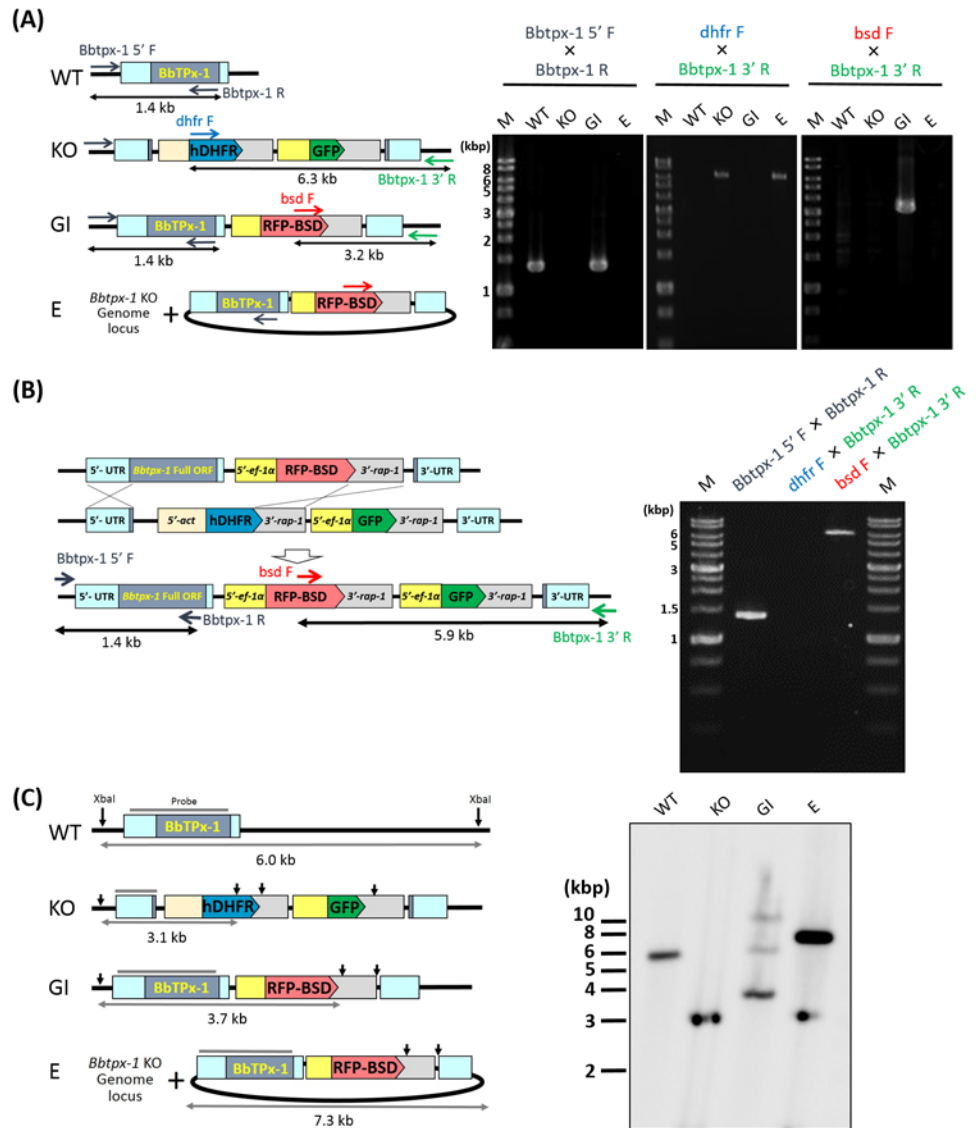 (A)
Bbtpx-1 5’ F
WT
BbTPx-1
Bbtpx-1 R
1.4 kb
dhfr F
KO
hDHFR
GFP
6.3 kb
Bbtpx-1 3’ R
bsd F
GI
BbTPx-1
RFP-BSD
1.4 kb
3.2 kb
E
Bbtpx-1 KO
Genome
locus
+
BbTPx-1
RFP-BSD
Bbtpx-1 5’ F
×
Bbtpx-1 R
dhfr F
×
Bbtpx-1 3’ R
bsd F
×
Bbtpx-1 3’ R
M WT KO GI E
WT KO GI E
M WT KO GI E
(kbp)
8
6
5
4
3
2
1
(B)
5’- UTR Bbtpx-1 Full ORF 5’-ef-1α RFP-BSD 3’-rap-1 3’-UTR
5’- UTR 5’-act hDHFR 3’-rap-1 5’-ef-1α GFP 3’-rap-1 3’-UTR
Bbtpx-1 5’ F
bsd F
5’- UTR Bbtpx-1 Full ORF 5’-ef-1α RFP-BSD 3’-rap-1 5’-ef-1α GFP 3’-rap-1 3’-UTR
Bbtpx-1 R
1.4 kb
5.9 kb
Bbtpx-1 3’ R
M
Bbtpx-1 5’ F × Bbtpx-1 R
dhfr F × Bbtpx-1 3’ R
bsd F × Bbtpx-1 3’ R
M
(kbp)
6
5
3
2
1.5
1
(C)
XbaI
Probe
XbaI
WT
BbTPx-1
6.0 kb
KO
hDHFR
GFP
3.1 kb
GI
BbTPx-1
RFP-BSD
3.7 kb
E
Bbtpx-1 KO
Genome
locus
+
BbTPx-1
RFP-BSD
7.3 kb
WT KO GI E
(kbp)
10
8
6
5
4
3
2